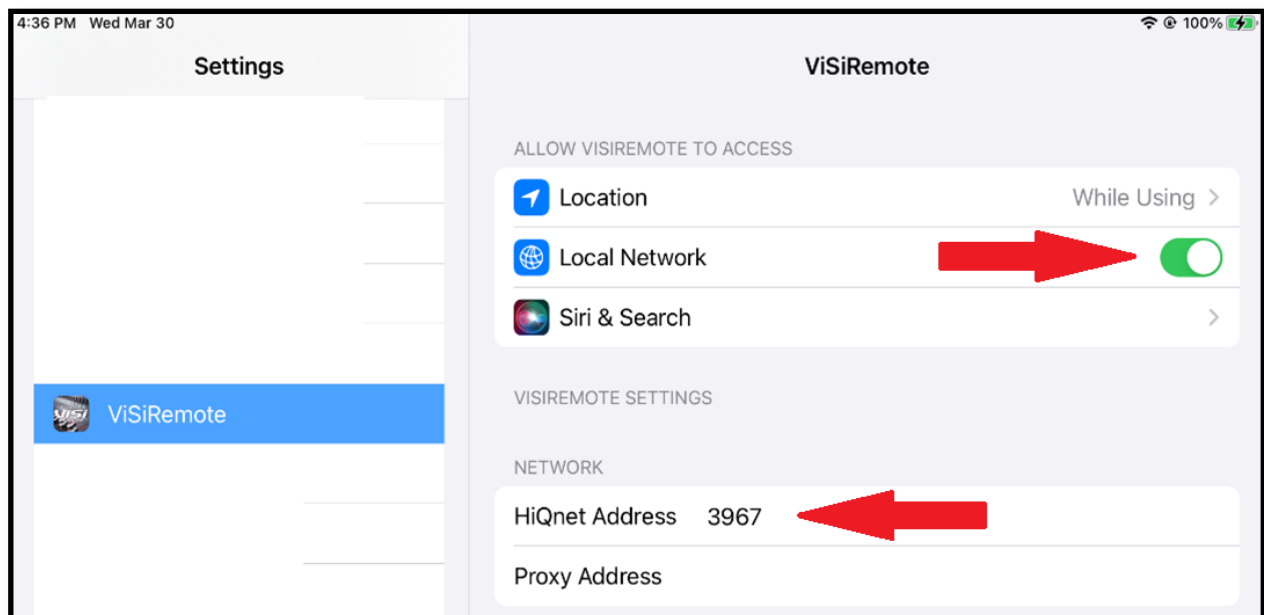 4:36 PM Wed Mar 30
100%
Settings
ViSiRemote
ALLOW VISIREMOTE TO ACCESS
Location
While Using
Local Network
Siri & Search
VISIREMOTE SETTINGS
ViSi
ViSiRemote
NETWORK
HiQnet Address 3967
Proxy Address